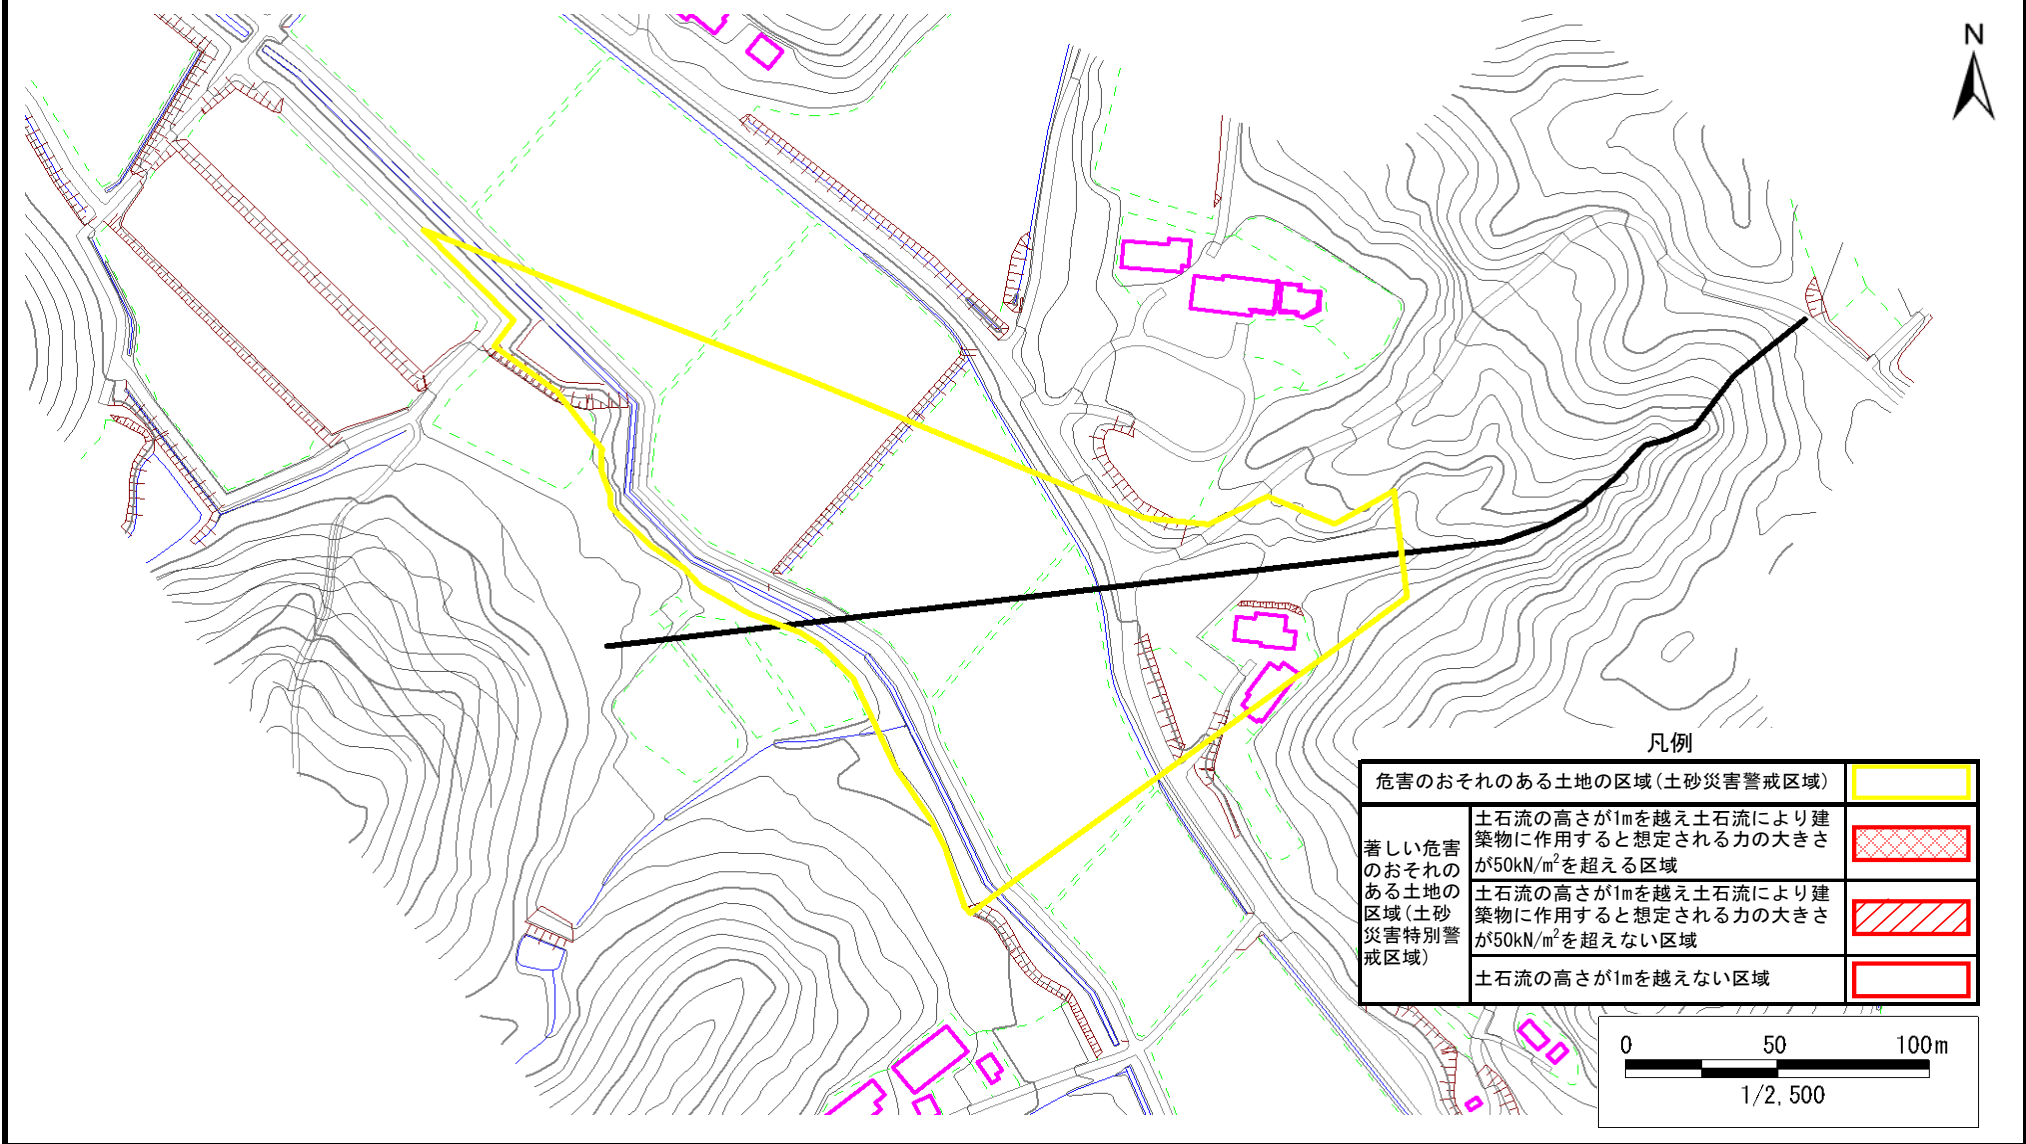 N
凡例
危害のおそれのある土地の区域(土砂災害警戒区域)
著しい危害
のおそれの
ある土地の
区域(土砂
災害特別警
戒区域)
土石流の高さが1mを越え土石流により建
築物に作用すると想定される力の大きさ
が50kN/m²を超える区域
土石流の高さが1mを越え土石流により建
築物に作用すると想定される力の大きさ
が50kN/m²を超えない区域
土石流の高さが1mを越えない区域
0 50 100m
1/2,500